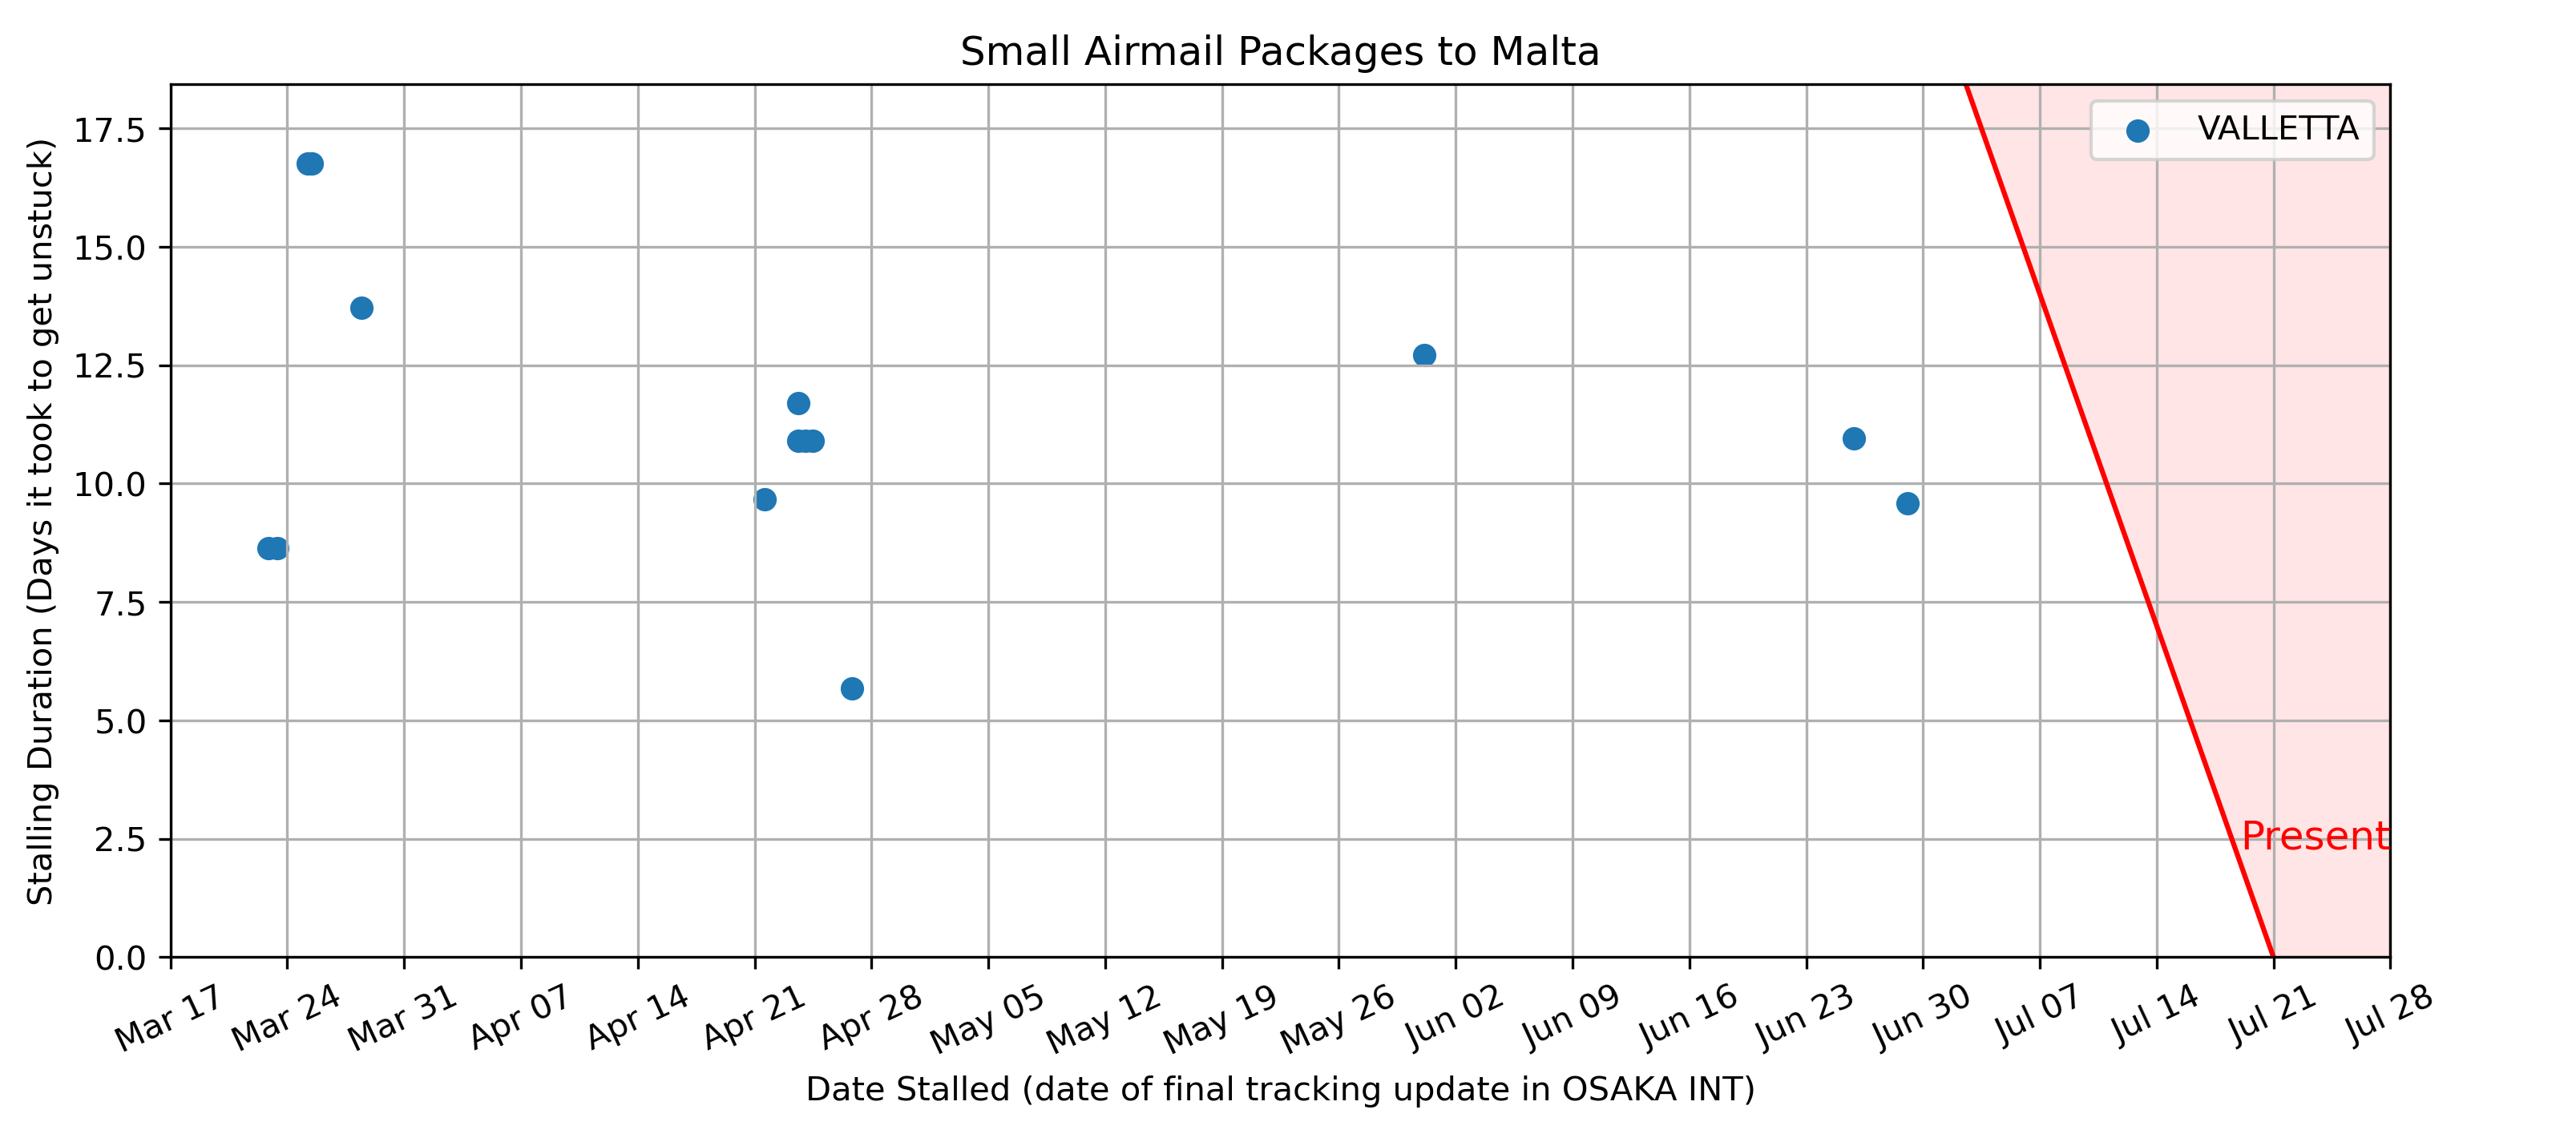 Small Airmail Packages to Malta
VALLETTA
Stalling Duration (Days it took to get unstuck)
17.5
15.0
12.5
10.0
7.5
5.0
2.5
0.0
Present
Mar 17
Mar 24
Mar 31
Apr 07
Apr 14
Apr 21
Apr 28
May 05
May 12
May 19
May 26
Jun 02
Jun 09
Jun 16
Jun 23
Jun 30
Jul 07
Jul 14
Jul 21
Jul 28
Date Stalled (date of final tracking update in OSAKA INT)